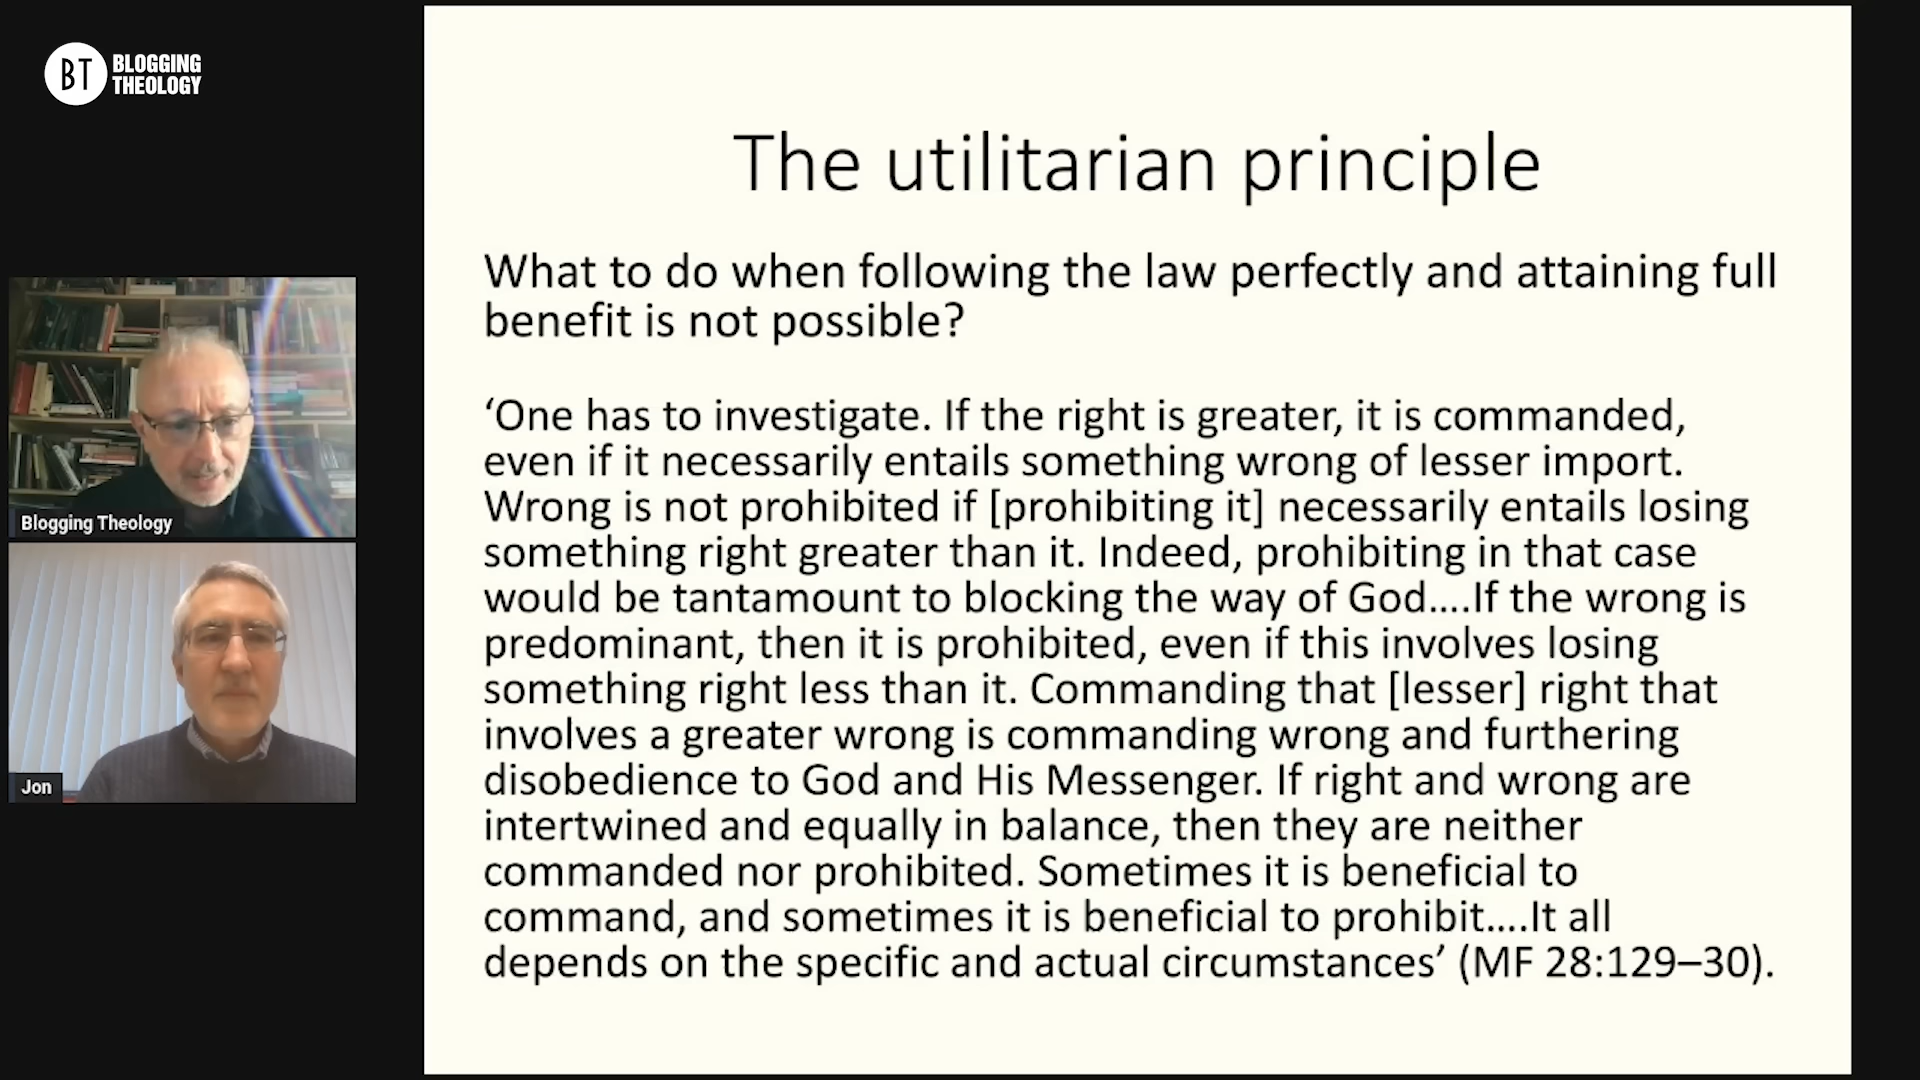 BT BLOGGING
THEOLOGY
The utilitarian principle
What to do when following the law perfectly and attaining full
benefit is not possible?
‘One has to investigate. If the right is greater, it is commanded,
even if it necessarily entails something wrong of lesser import.
Wrong is not prohibited if [prohibiting it] necessarily entails losing
something right greater than it. Indeed, prohibiting in that case
would be tantamount to blocking the way of God....If the wrong is
predominant, then it is prohibited, even if this involves losing
something right less than it. Commanding that [lesser] right that
involves a greater wrong is commanding wrong and furthering
disobedience to God and His Messenger. If right and wrong are
intertwined and equally in balance, then they are neither
commanded nor prohibited. Sometimes it is beneficial to
command, and sometimes it is beneficial to prohibit....It all
depends on the specific and actual circumstances’ (MF 28:129–30).
Blogging Theology
Jon